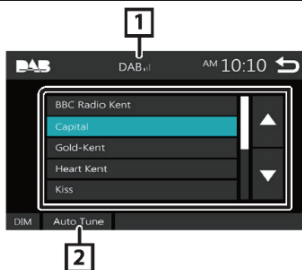 1
DAB DAB AM 10:10
BBC Radio Kent
Capital
Gold-Kent
Heart Kent
Kiss
DIM Auto Tune
2